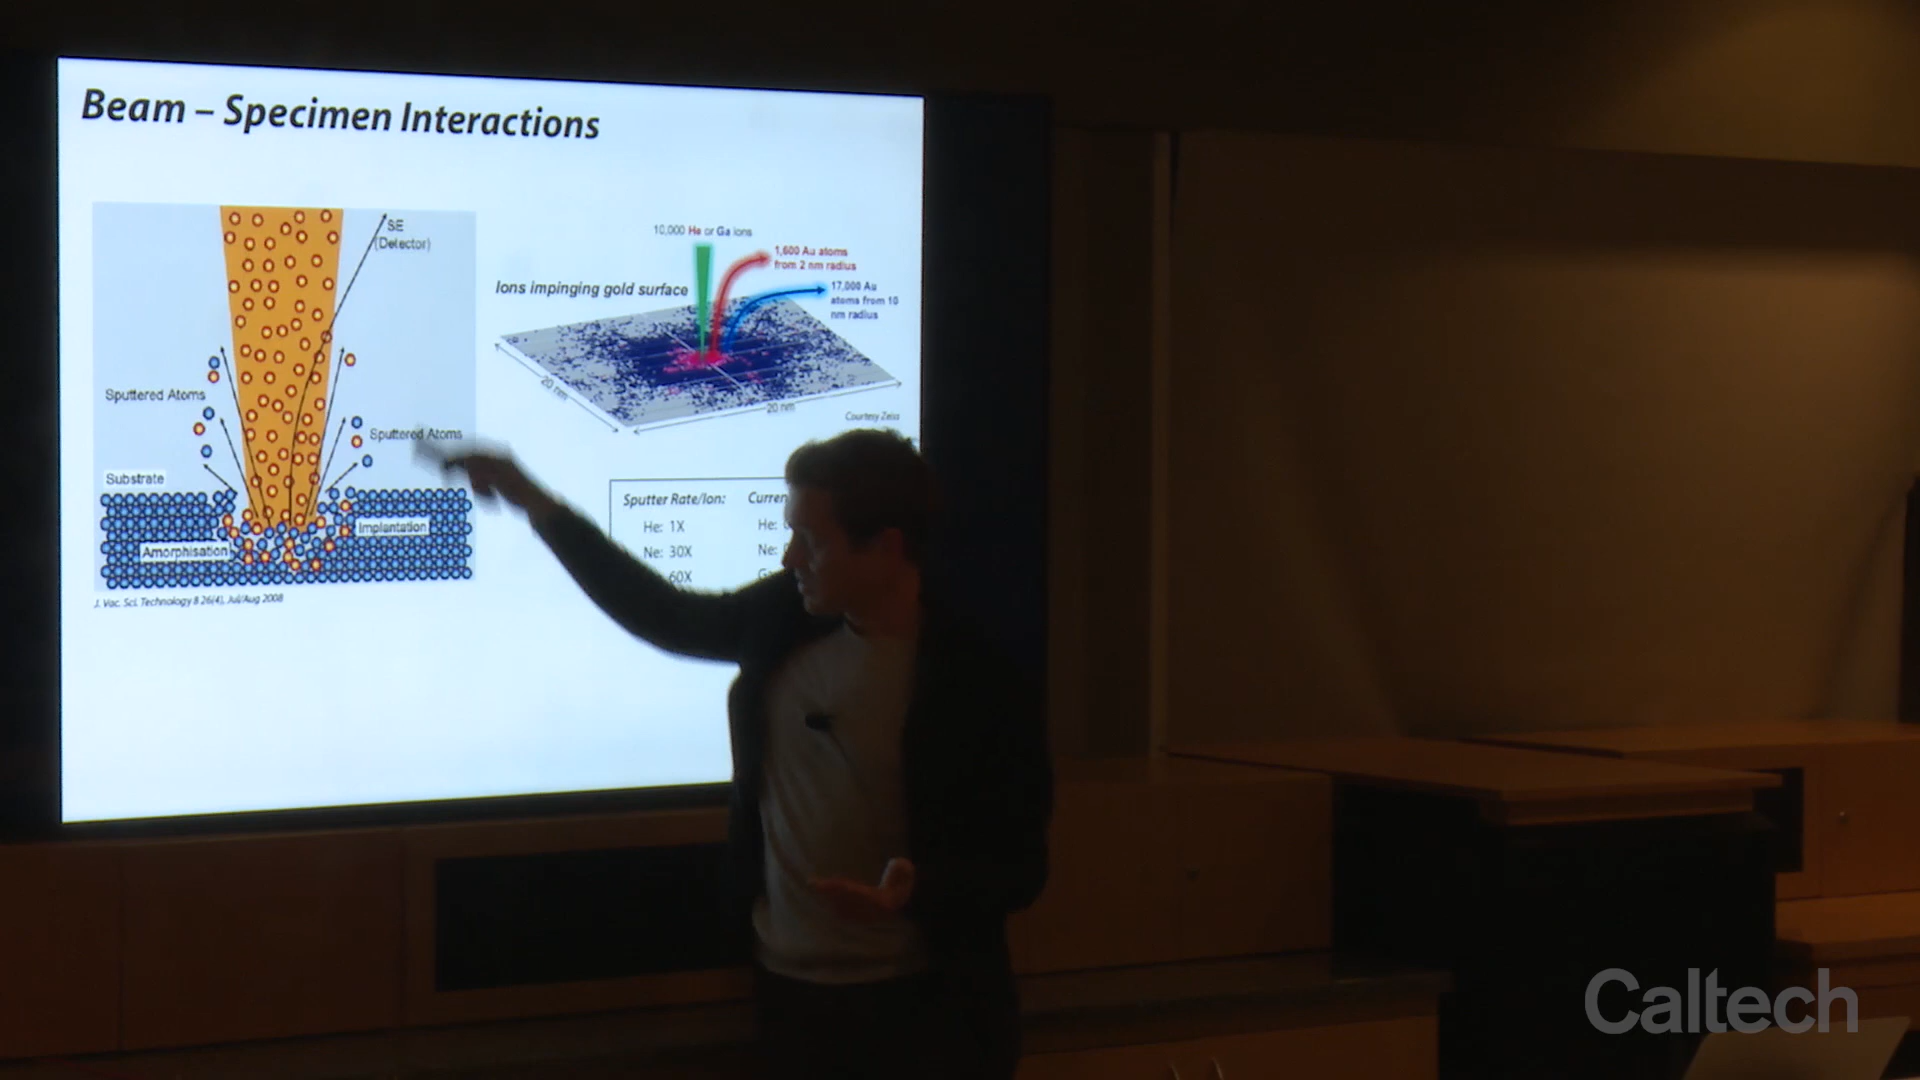 Beam – Specimen Interactions
SE
(Detector)
Sputtered Atoms
Sputtered Atoms
Substrate
Implantation
Amorphisation
J. Vac. Sci. Technology B 26(4), Jul/Aug 2008
10,000 He or Ga ions
1,600 Au atoms
from 2 nm radius
Ions impinging gold surface
17,000 Au
atoms from 10
nm radius
20 nm
20 nm
Courtesy Zeiss
Sputter Rate/Ion: Curren
He: 1X He:
Ne: 30X Ne:
60X
Caltech